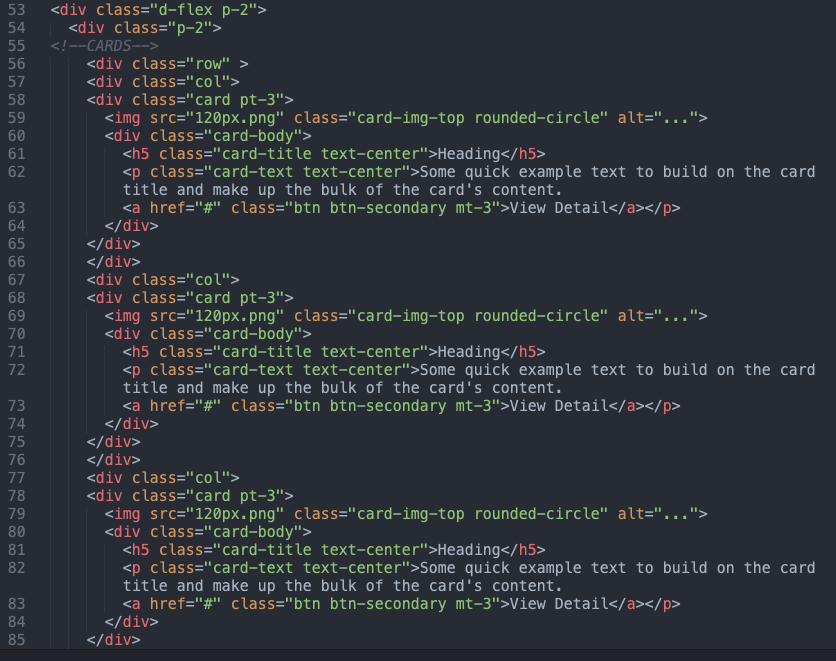 53 <div class="d-flex p-2">
54 <div class="p-2">
55 <!--CARDS-->
56 <div class="row" >
57 <div class="col">
58 <div class="card pt-3">
59 <img src="120px.png" class="card-img-top rounded-circle" alt="...">
60 <div class="card-body">
61 <h5 class="card-title text-center">Heading</h5>
62 <p class="card-text text-center">Some quick example text to build on the card
title and make up the bulk of the card's content.
63 <a href="#" class="btn btn-secondary mt-3">View Detail</a></p>
64 </div>
65 </div>
66 </div>
67 <div class="col">
68 <div class="card pt-3">
69 <img src="120px.png" class="card-img-top rounded-circle" alt="...">
70 <div class="card-body">
71 <h5 class="card-title text-center">Heading</h5>
72 <p class="card-text text-center">Some quick example text to build on the card
title and make up the bulk of the card's content.
73 <a href="#" class="btn btn-secondary mt-3">View Detail</a></p>
74 </div>
75 </div>
76 </div>
77 <div class="col">
78 <div class="card pt-3">
79 <img src="120px.png" class="card-img-top rounded-circle" alt="...">
80 <div class="card-body">
81 <h5 class="card-title text-center">Heading</h5>
82 <p class="card-text text-center">Some quick example text to build on the card
title and make up the bulk of the card's content.
83 <a href="#" class="btn btn-secondary mt-3">View Detail</a></p>
84 </div>
85 </div>